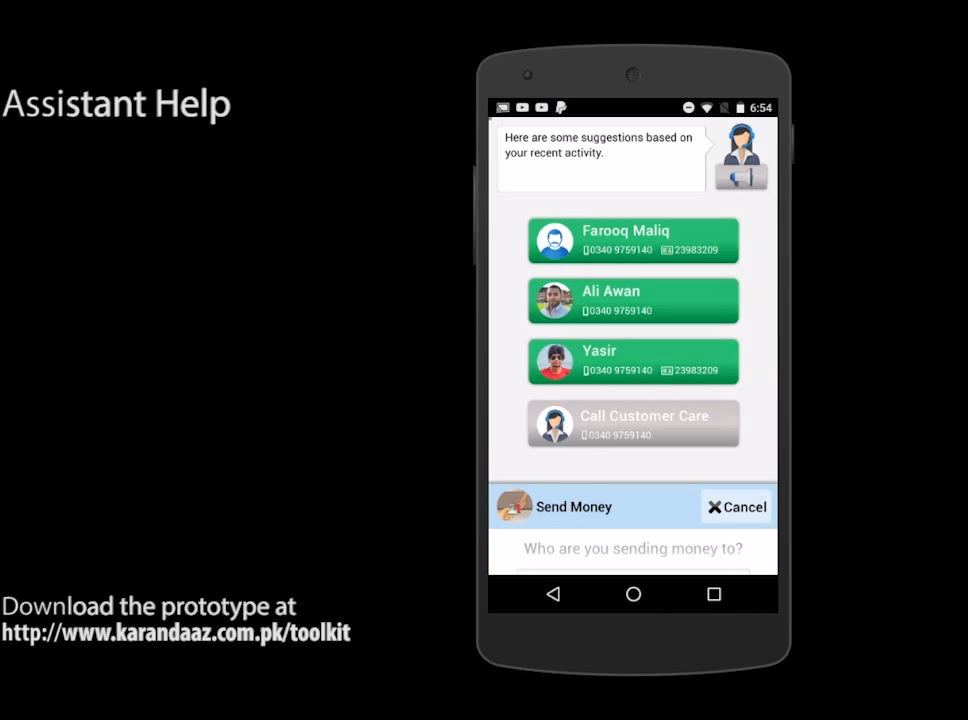 Assistant Help
6:54
Here are some suggestions based on
your recent activity.
Farooq Maliq
0340 9759140 23983209
Ali Awan
0340 9759140
Yasir
0340 9759140 23983209
Call Customer Care
0340 9759140
Send Money
Cancel
Who are you sending money to?
Download the prototype at
http://www.karandaaz.com.pk/toolkit